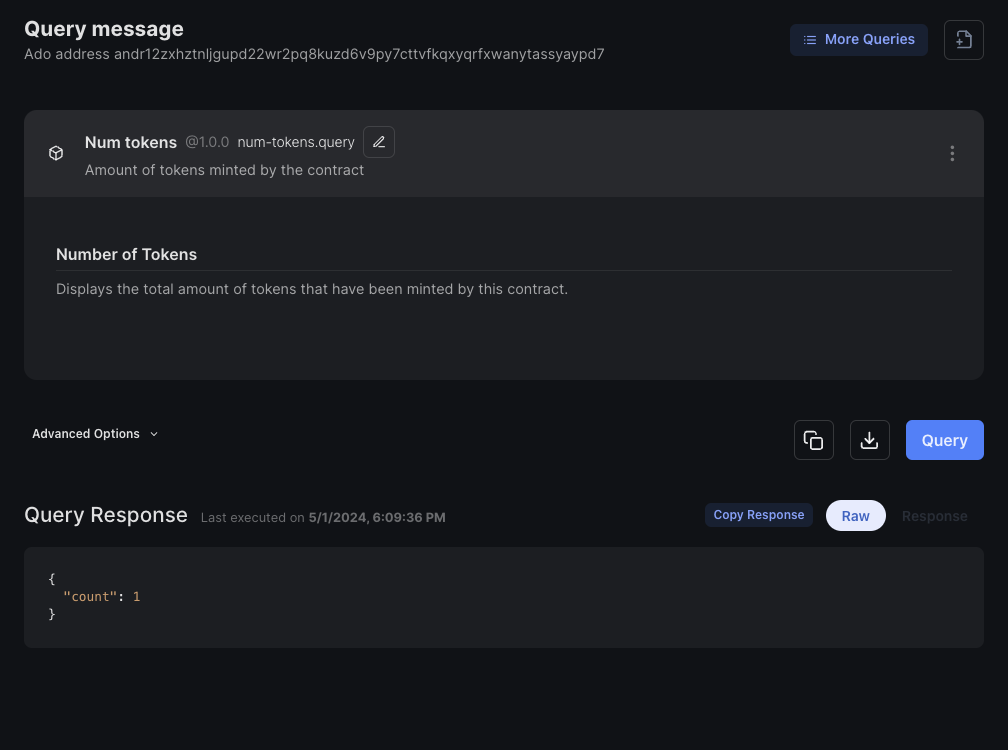 Query message
Ado address andr12zxhztnljgupd22wr2pq8kuzd6v9py7cttvfkqxyqrfxwanytassyaypd7
More Queries
Num tokens @1.0.0 num-tokens.query
Amount of tokens minted by the contract
Number of Tokens
Displays the total amount of tokens that have been minted by this contract.
Advanced Options
Query
Query Response Last executed on 5/1/2024, 6:09:36 PM
Copy Response Raw Response
{
"count": 1
}